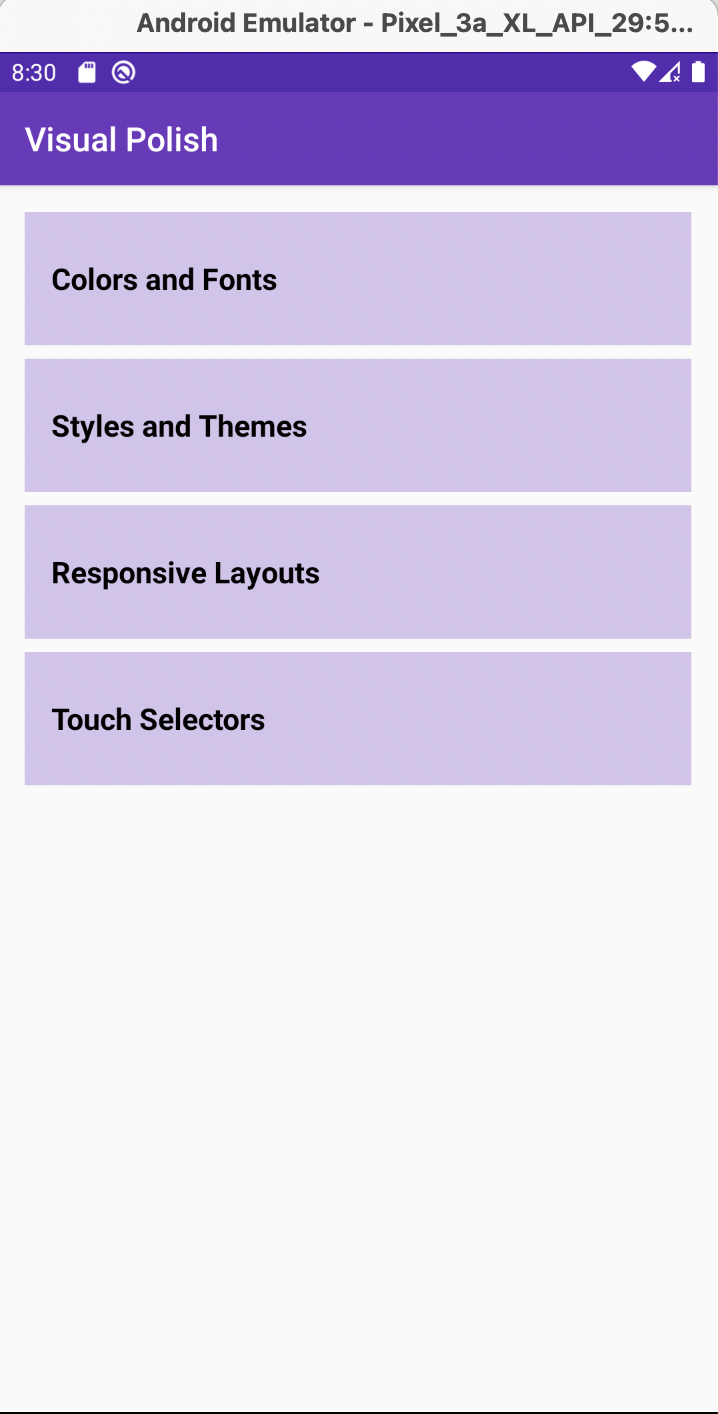 Android Emulator - Pixel_3a_XL_API_29:5...
8:30
Visual Polish
Colors and Fonts
Styles and Themes
Responsive Layouts
Touch Selectors